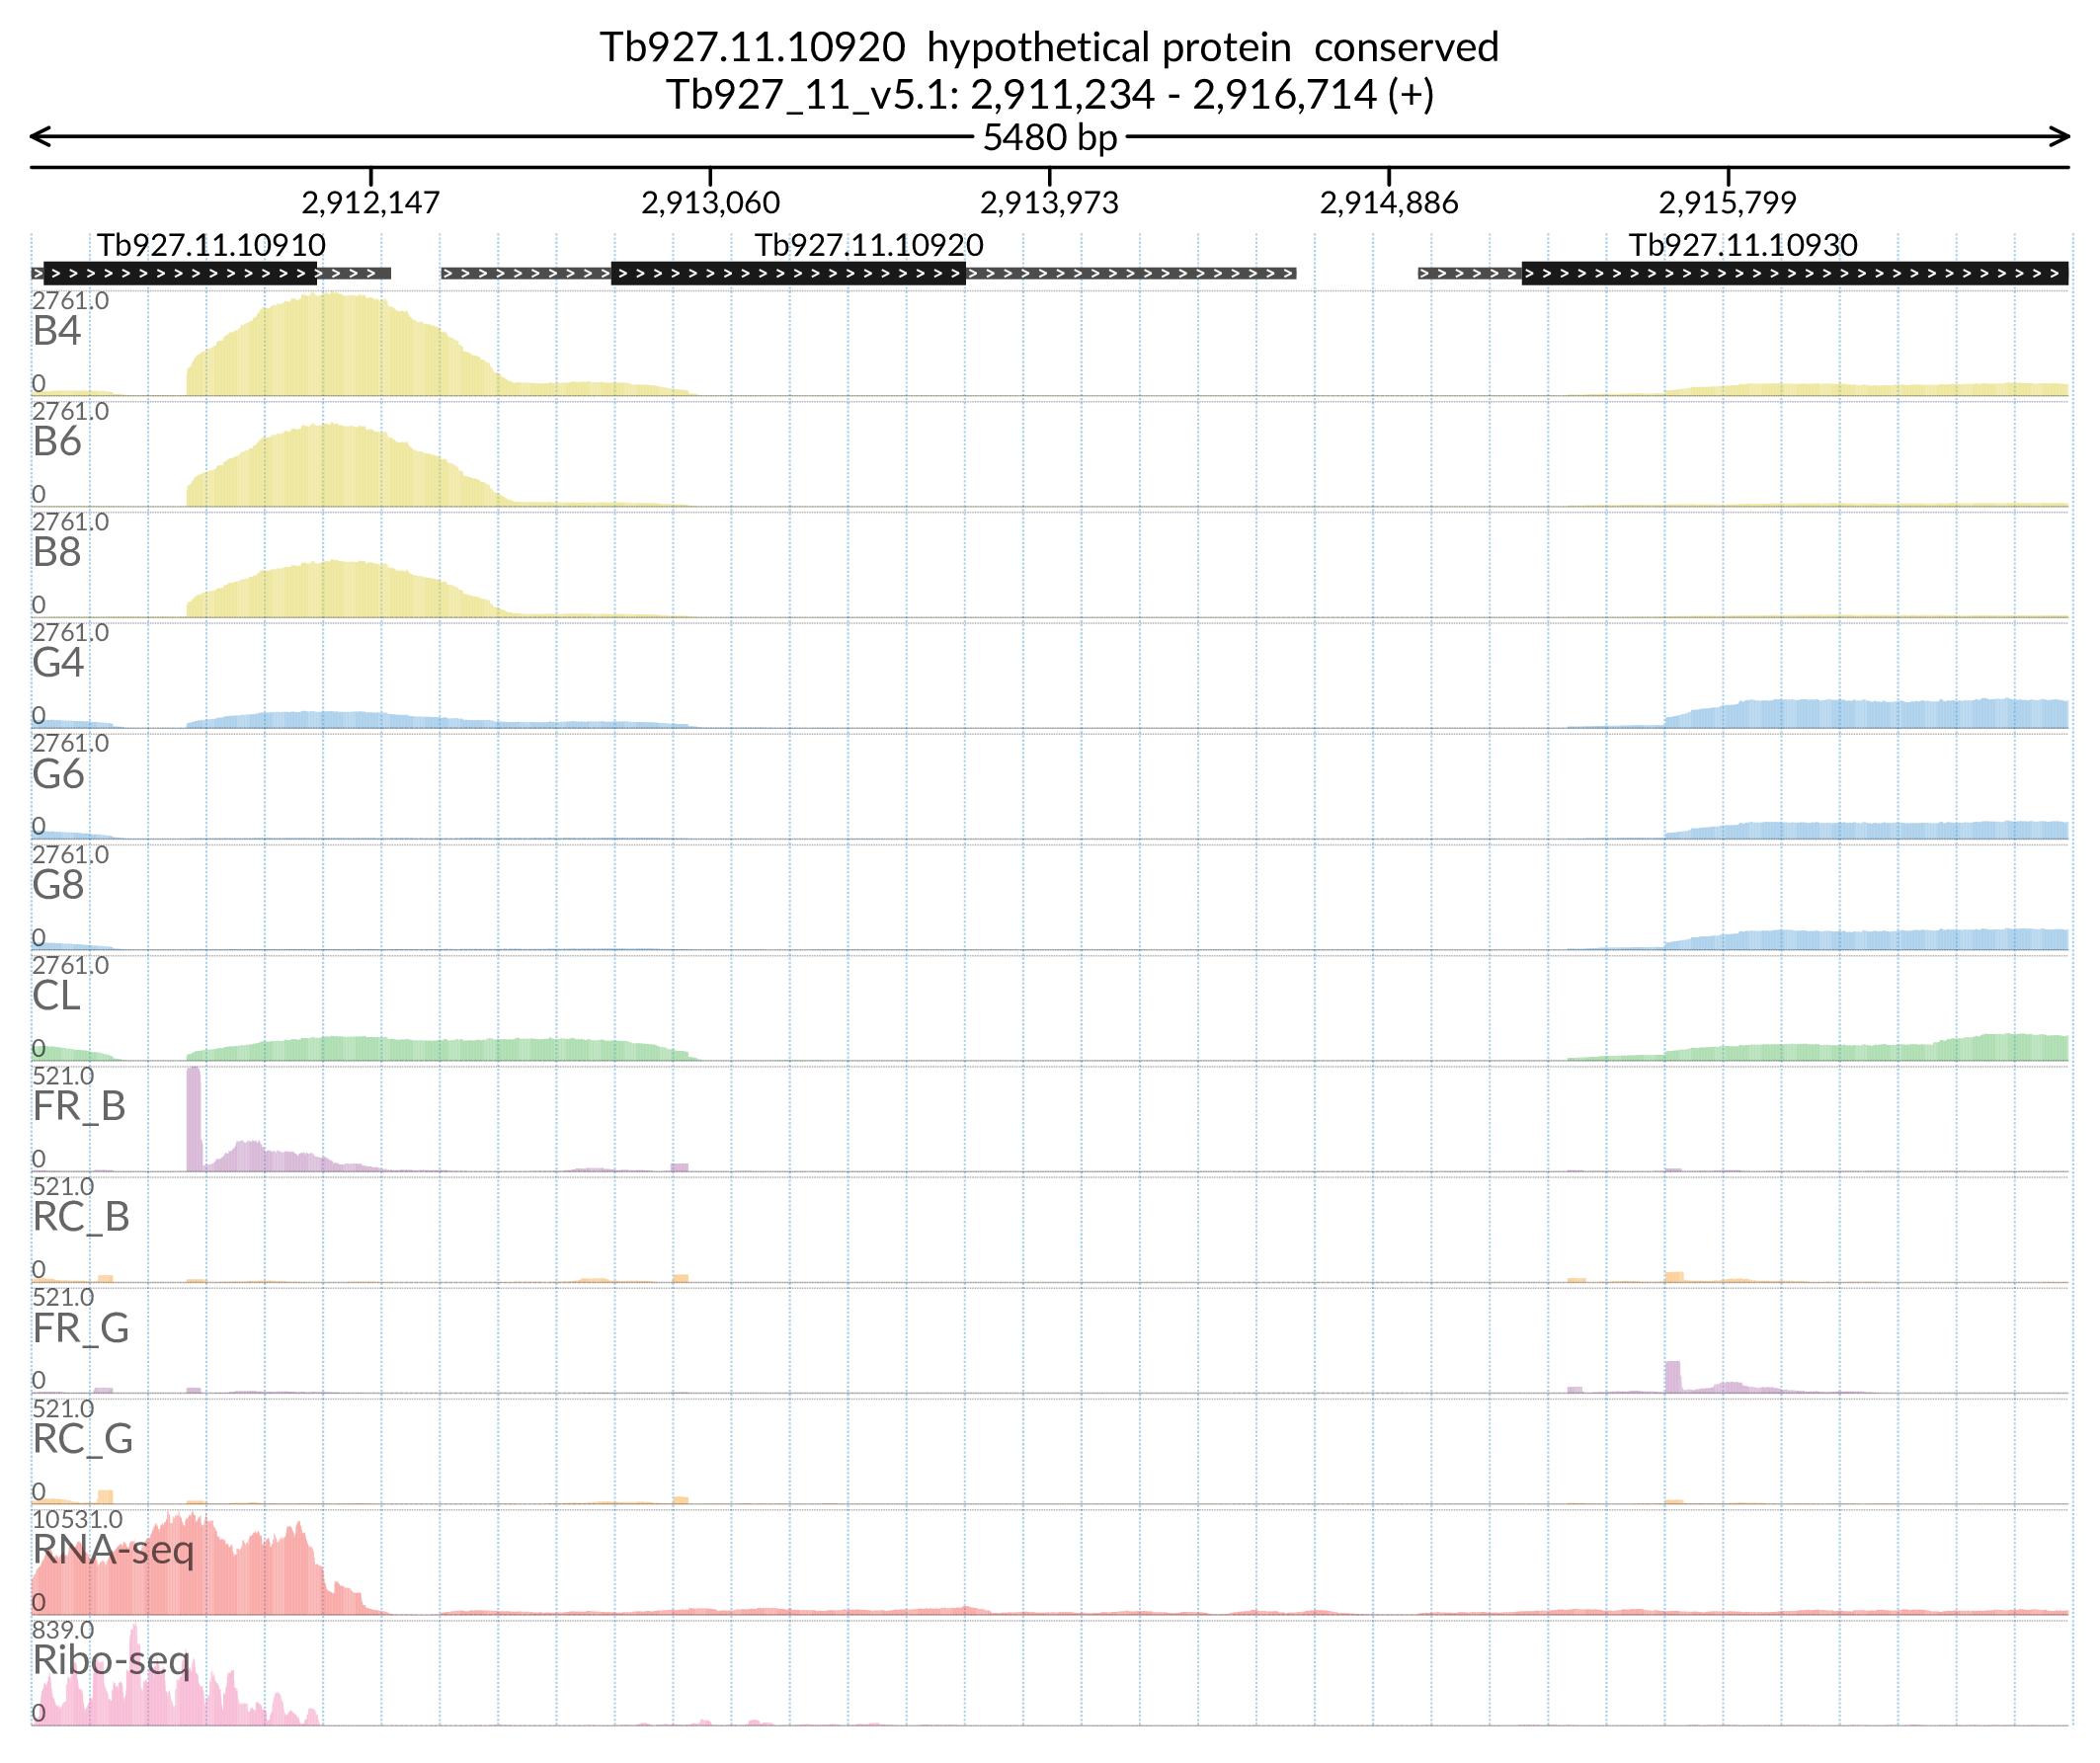 Tb927.11.10920 hypothetical protein conserved
Tb927_11_v5.1: 2,911,234 - 2,916,714 (+)
5480 bp
2,912,147 2,913,060 2,913,973 2,914,886 2,915,799
Tb927.11.10910 Tb927.11.10920 Tb927.11.10930
2761.0
B4
0
2761.0
B6
0
2761.0
B8
0
2761.0
G4
0
2761.0
G6
0
2761.0
G8
0
2761.0
CL
0
521.0
FR_B
0
521.0
RC_B
0
521.0
FR_G
0
521.0
RC_G
0
10531.0
RNA-seq
0
839.0
Ribo-seq
0